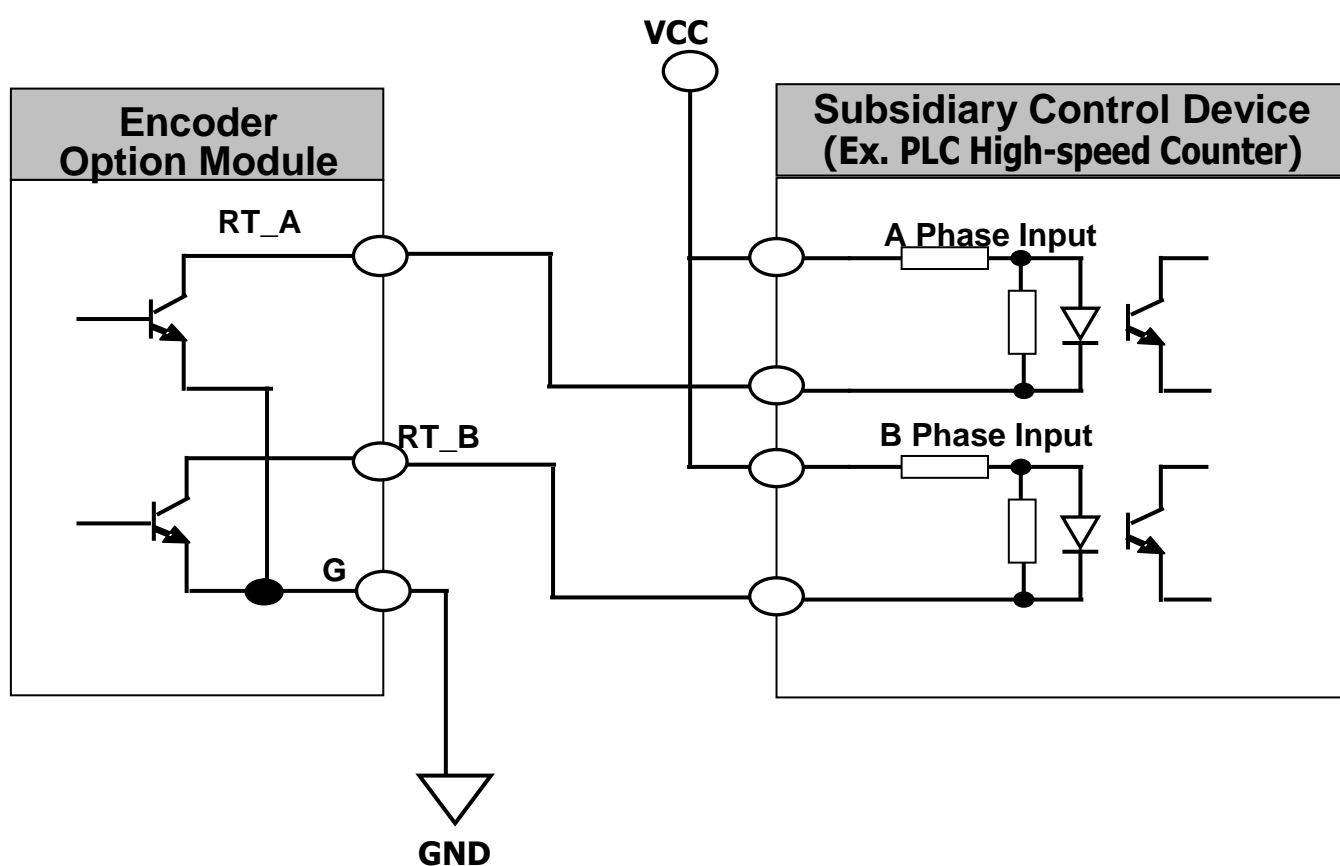 VCC
Encoder
Option Module
Subsidiary Control Device
(Ex. PLC High-speed Counter)
RT_A
A Phase Input
RT_B
B Phase Input
G
GND